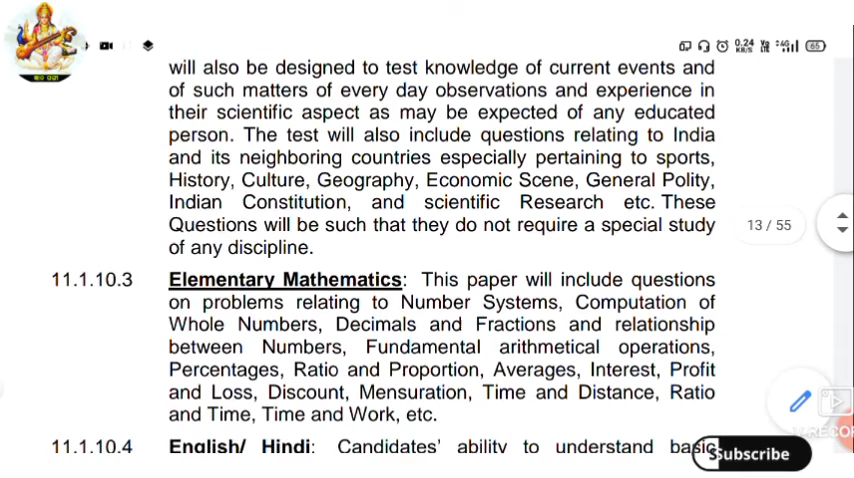 0.24
KB/S
4G
65
will also be designed to test knowledge of current events and
of such matters of every day observations and experience in
their scientific aspect as may be expected of any educated
person. The test will also include questions relating to India
and its neighboring countries especially pertaining to sports,
History, Culture, Geography, Economic Scene, General Polity,
Indian Constitution, and scientific Research etc. These
Questions will be such that they do not require a special study
of any discipline.
13 / 55
11.1.10.3 Elementary Mathematics: This paper will include questions
on problems relating to Number Systems, Computation of
Whole Numbers, Decimals and Fractions and relationship
between Numbers, Fundamental arithmetical operations,
Percentages, Ratio and Proportion, Averages, Interest, Profit
and Loss, Discount, Mensuration, Time and Distance, Ratio
and Time, Time and Work, etc.
11.1.10.4 English/ Hindi: Candidates' ability to understand basic
Subscribe